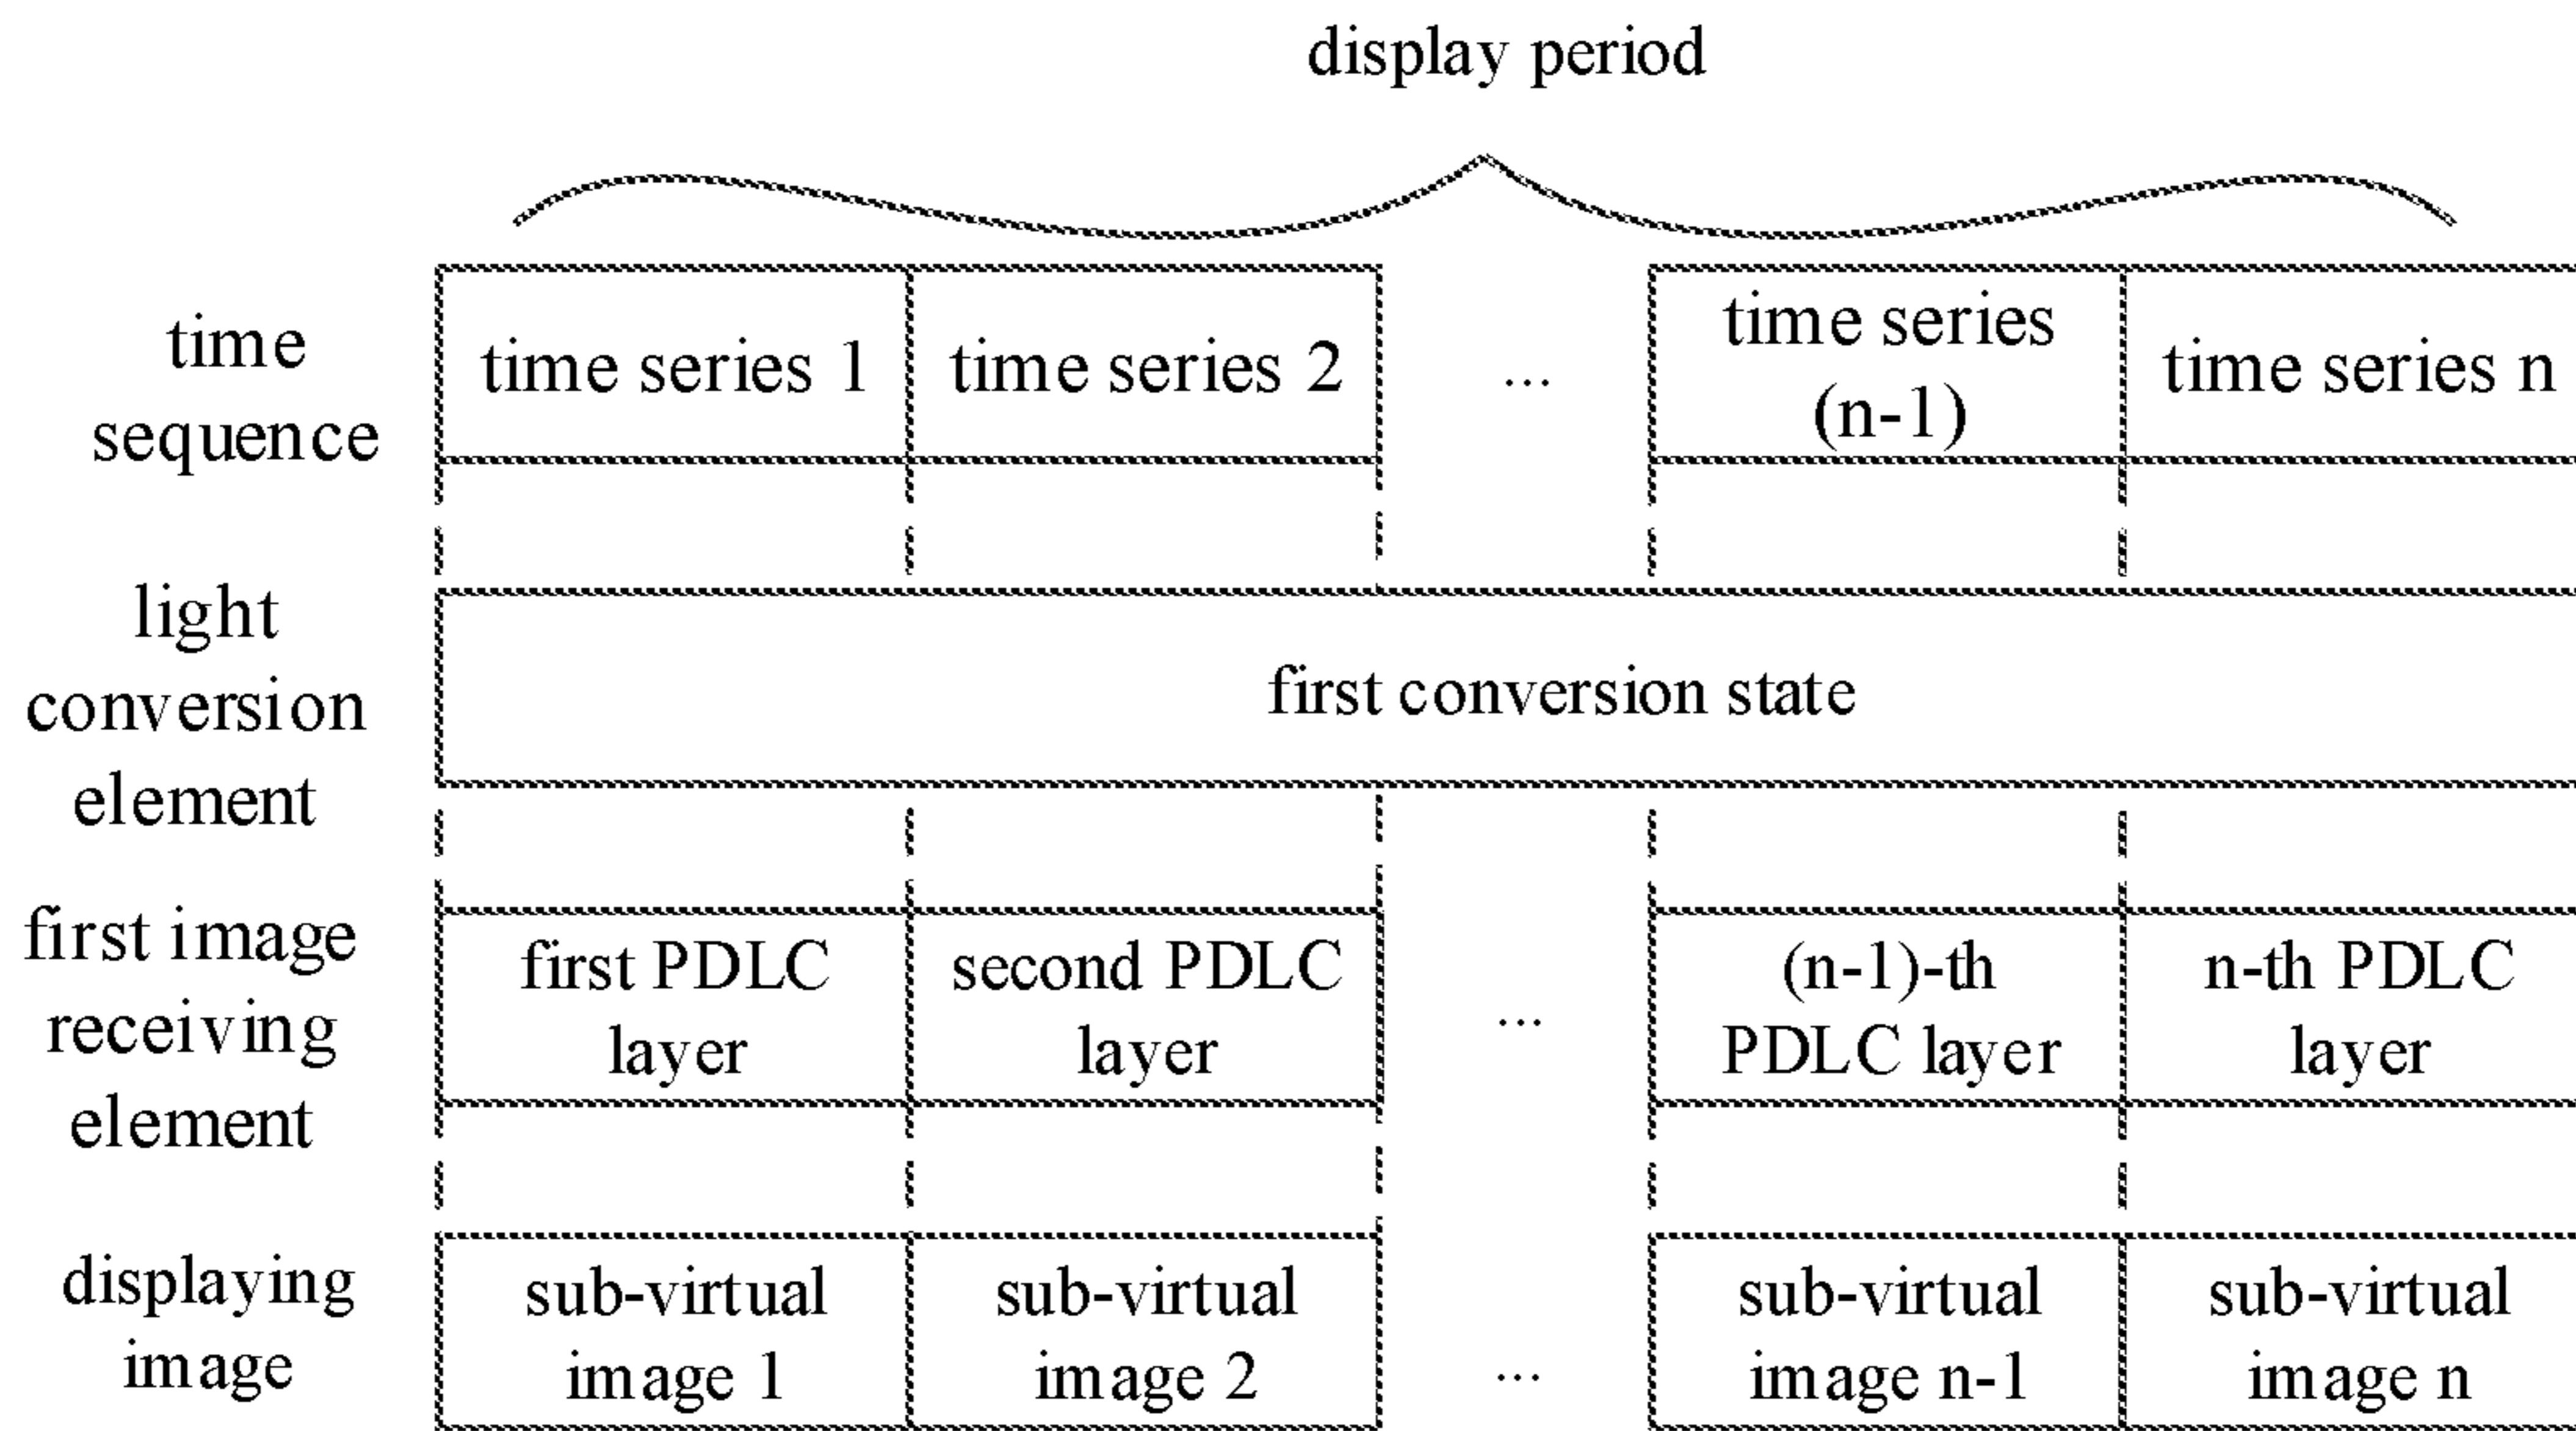 display period
time
sequence
time series 1
time series 2
...
time series
(n-1)
time series n
light
conversion
element
first conversion state
first image
receiving
element
first PDLC
layer
second PDLC
layer
...
(n-1)-th
PDLC layer
n-th PDLC
layer
displaying
image
sub-virtual
image 1
sub-virtual
image 2
...
sub-virtual
image n-1
sub-virtual
image n